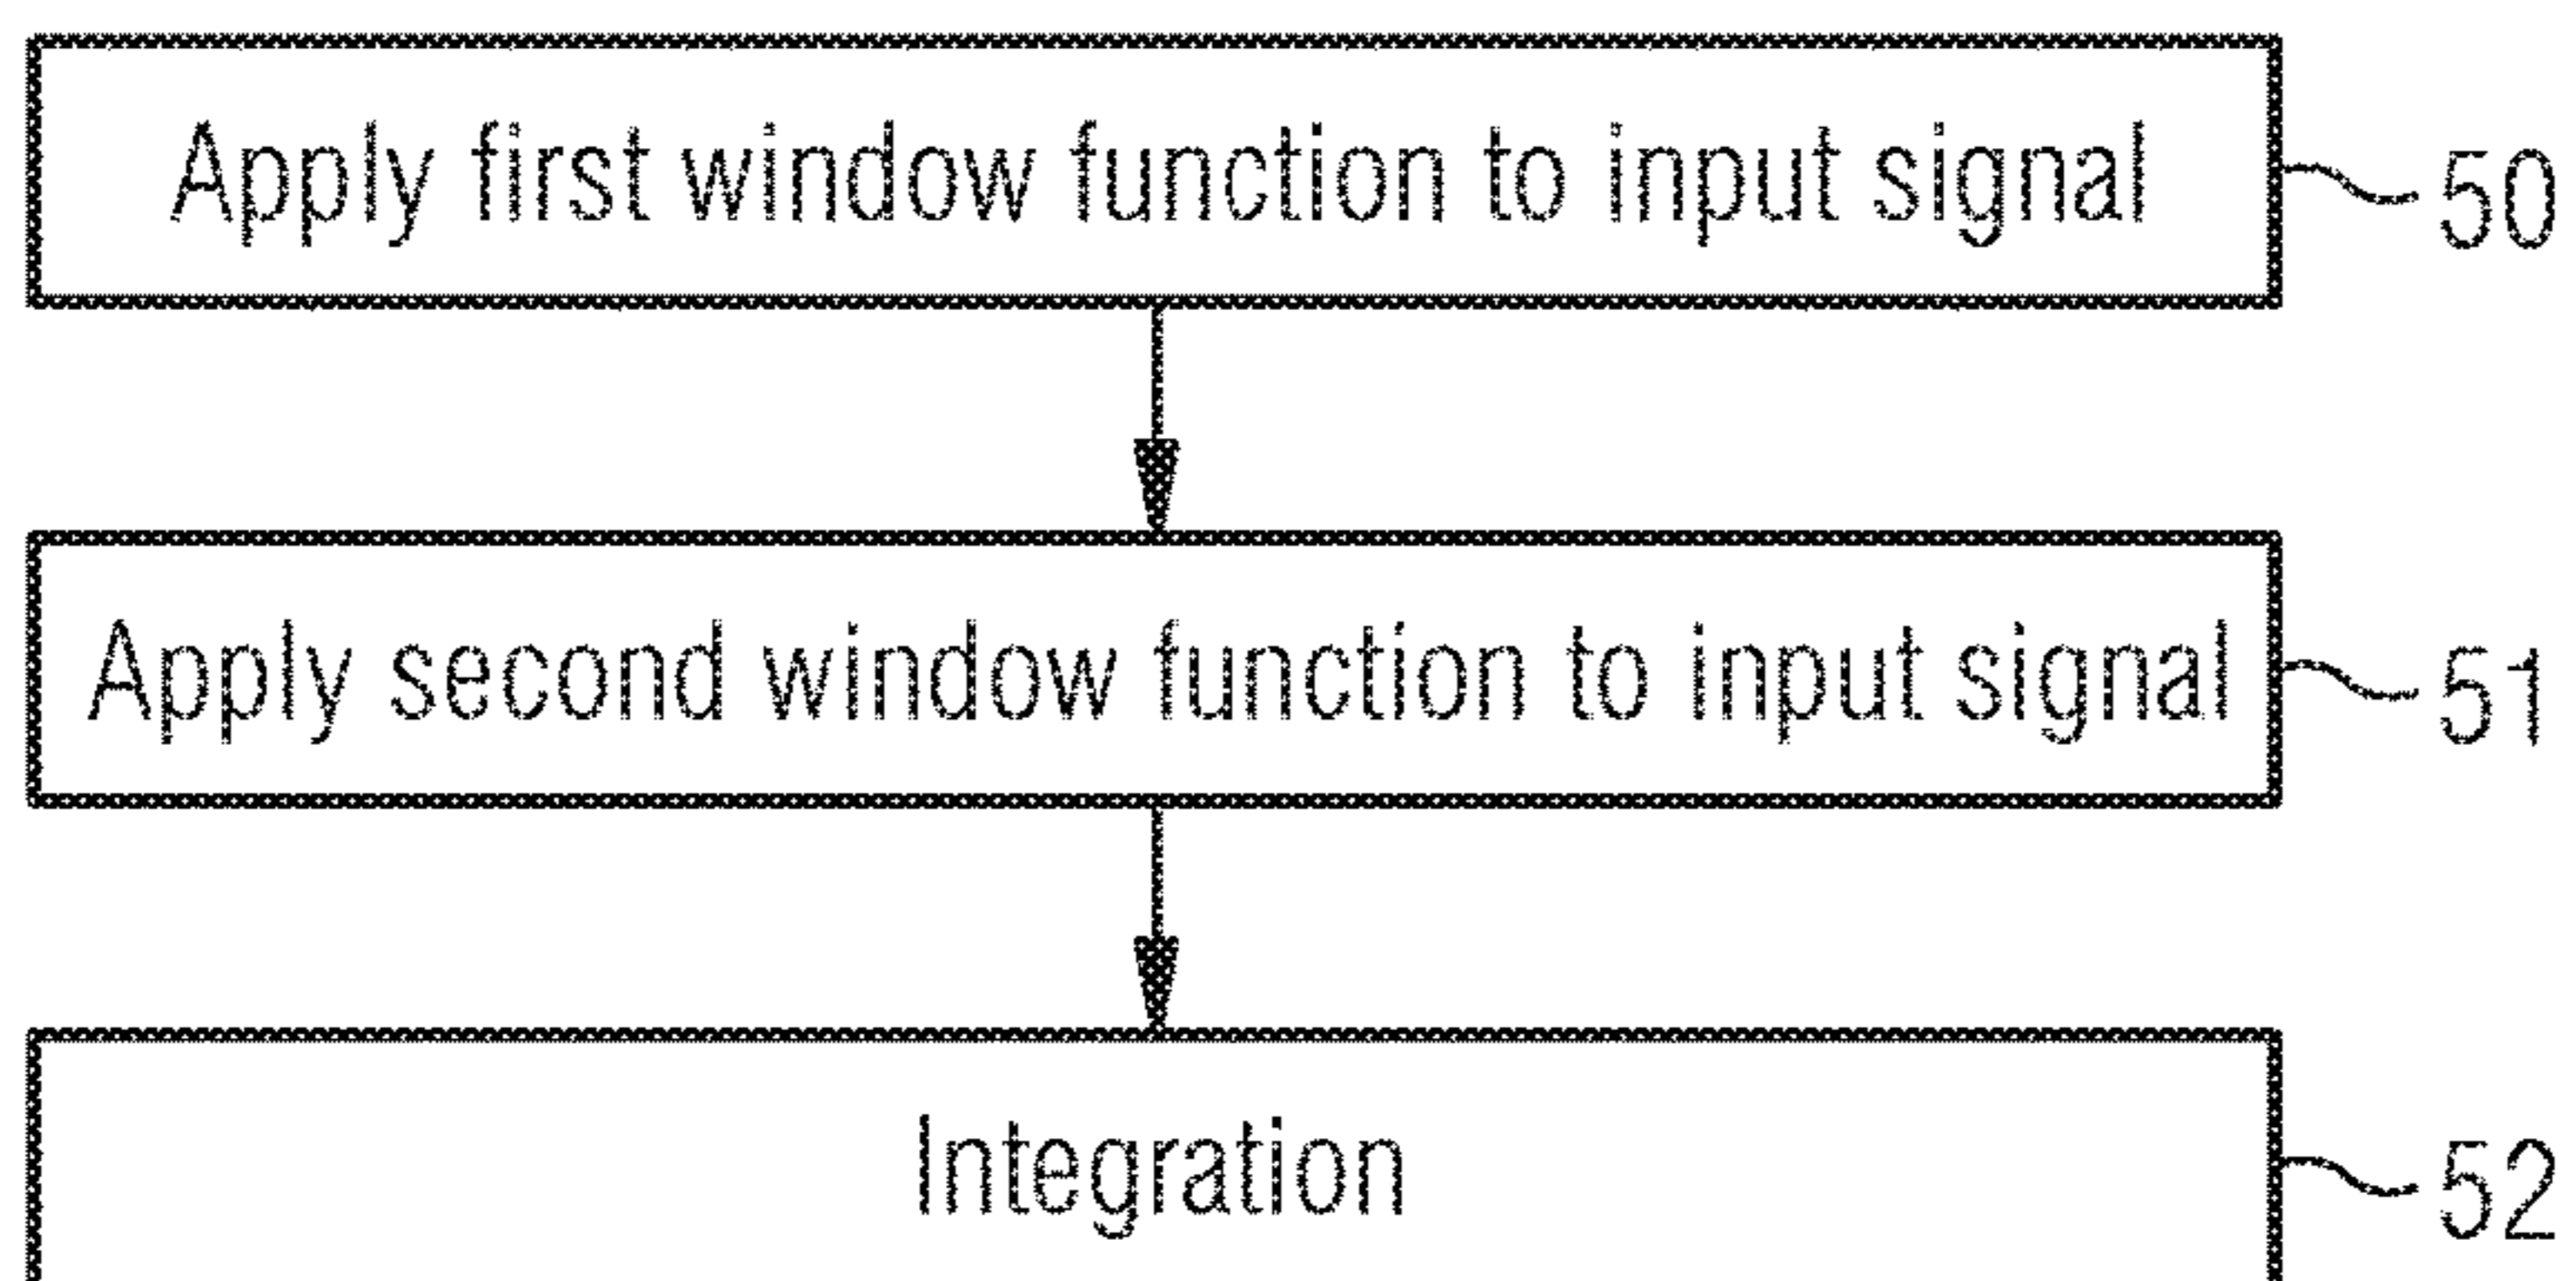 Apply first window function to input signal 50
Apply second window function to input signal 51
Integration 52